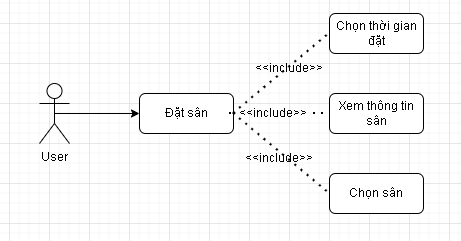 Chọn thời gian
đặt
<<include>>
Đặt sân
<<include>>
Xem thông tin
sân
User
<<include>>
Chọn sân